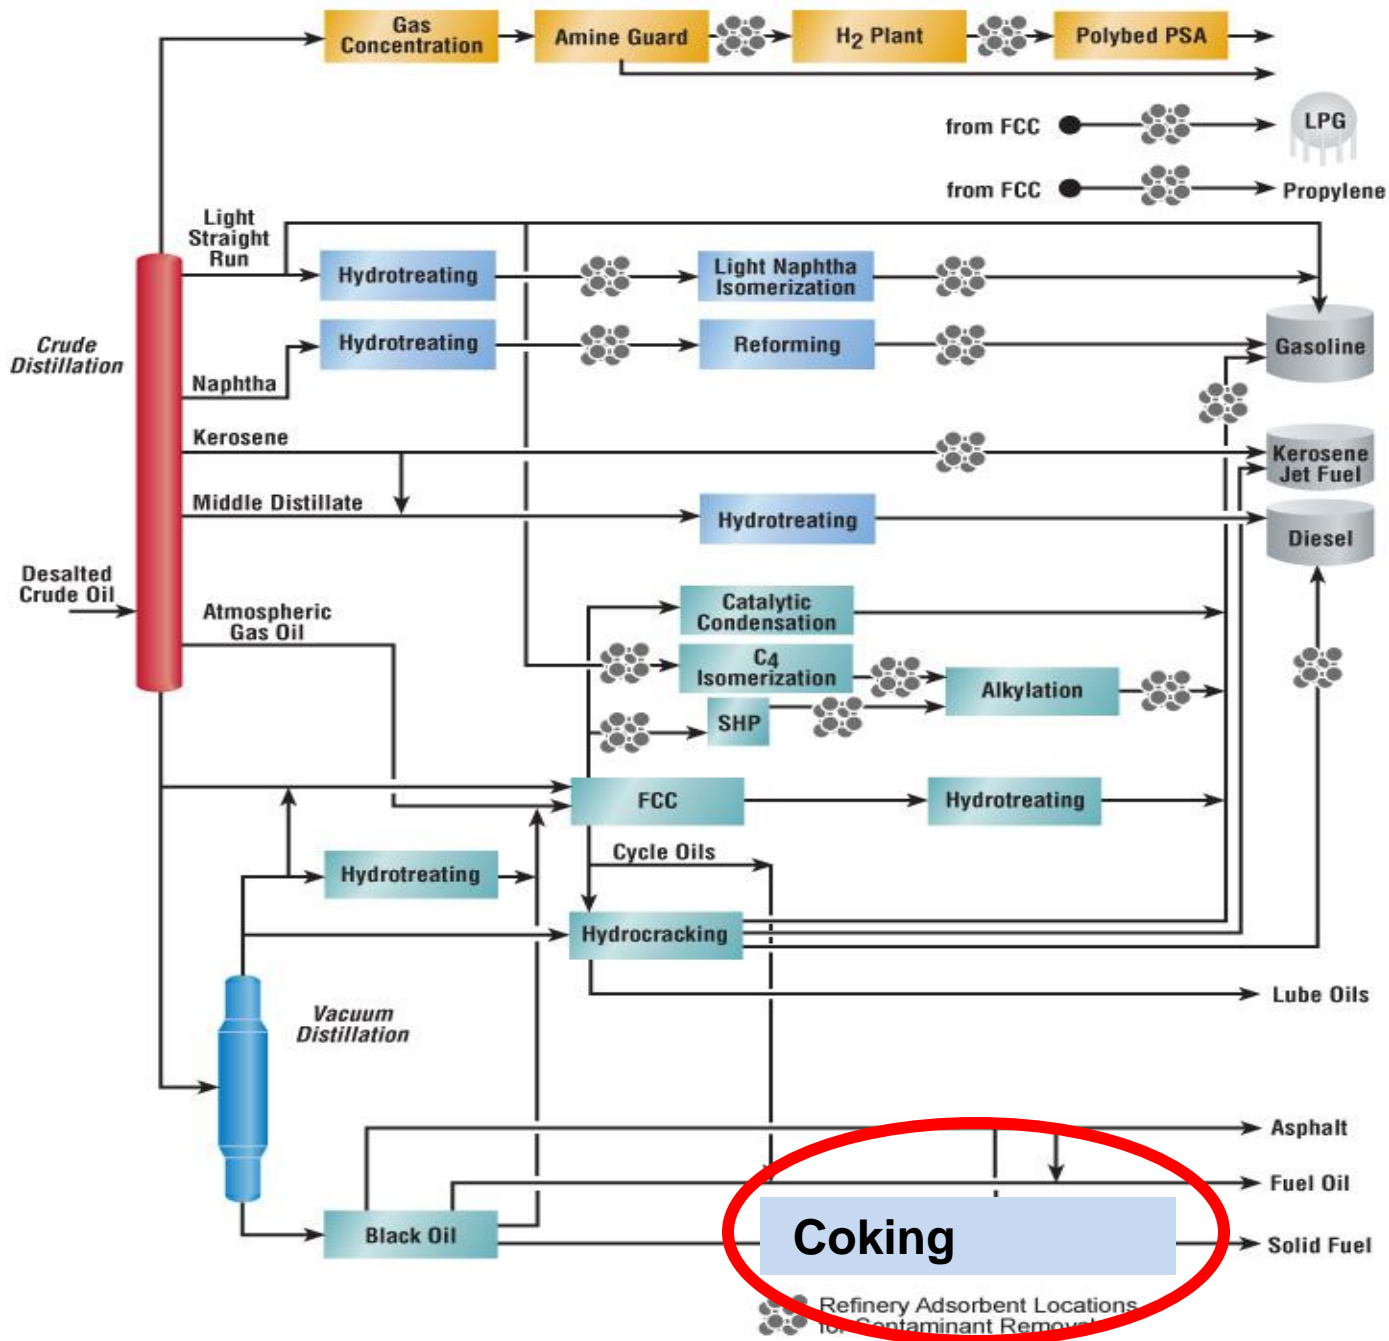 Gas
Concentration
Amine Guard
H2 Plant
Polybed PSA
from FCC
LPG
from FCC
Propylene
Light
Straight
Run
Hydrotreating
Light Naphtha
Isomerization
Crude
Distillation
Hydrotreating
Reforming
Gasoline
Naphtha
Kerosene
Kerosene
Jet Fuel
Middle Distillate
Hydrotreating
Diesel
Desalted
Crude Oil
Atmospheric
Gas Oil
Catalytic
Condensation
C4
Isomerization
Alkylation
SHP
FCC
Hydrotreating
Cycle Oils
Hydrotreating
Hydrocracking
Lube Oils
Vacuum
Distillation
Asphalt
Fuel Oil
Black Oil
Coking
Solid Fuel
Refinery Adsorbent Locations
for Contaminant Removal